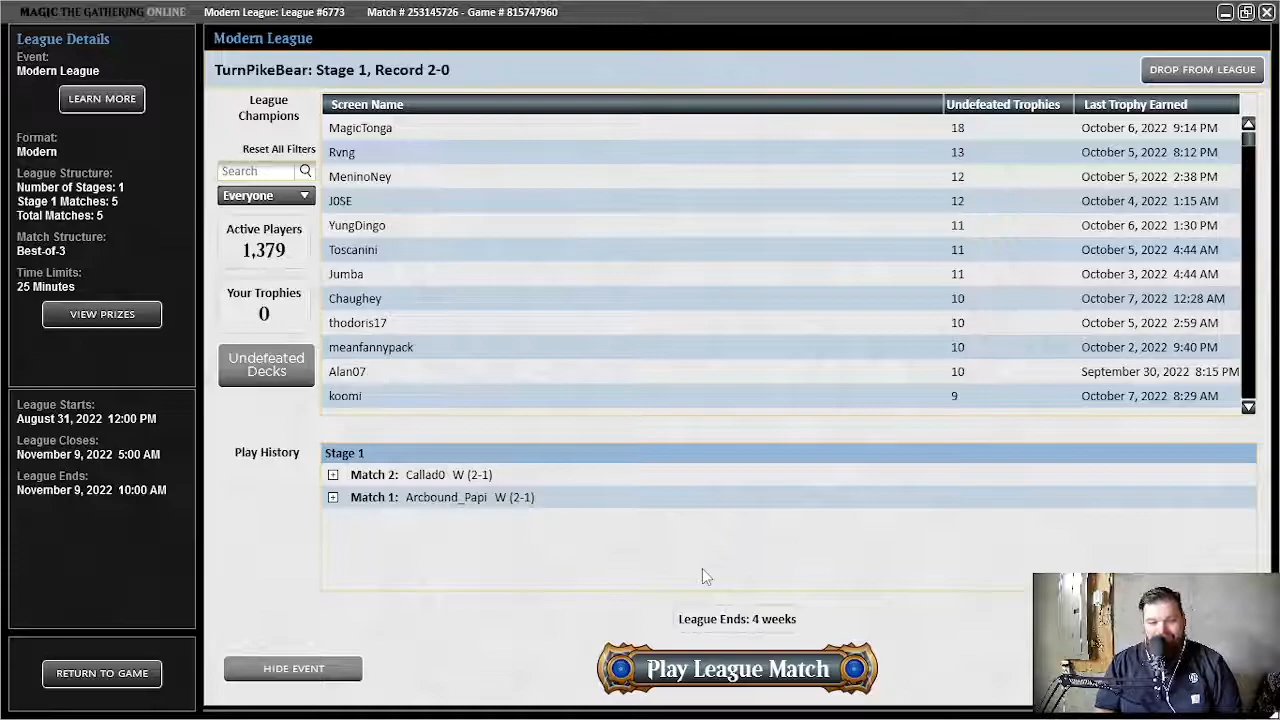 MAGIC THE GATHERING ONLINE
Modern League: League #6773 Match # 253145726 - Game # 815747960
League Details
Event:
Modern League
LEARN MORE
Format:
Modern
League Structure:
Number of Stages: 1
Stage 1 Matches: 5
Total Matches: 5
Match Structure:
Best-of-3
Time Limits:
25 Minutes
VIEW PRIZES
League Starts:
August 31, 2022 12:00 PM
League Closes:
November 9, 2022 5:00 AM
League Ends:
November 9, 2022 10:00 AM
RETURN TO GAME
Modern League
TurnPikeBear: Stage 1, Record 2-0
DROP FROM LEAGUE
League
Champions
Reset All Filters
Search
Everyone
Active Players
1,379
Your Trophies
0
Undefeated
Decks
Screen Name Undefeated Trophies Last Trophy Earned
MagicTonga 18 October 6, 2022 9:14 PM
Rvng 13 October 5, 2022 8:12 PM
MeninoNey 12 October 5, 2022 2:38 PM
J0SE 12 October 4, 2022 1:15 AM
YungDingo 11 October 6, 2022 1:30 PM
Toscanini 11 October 5, 2022 4:44 AM
Jumba 11 October 3, 2022 4:44 AM
Chaughey 10 October 7, 2022 12:28 AM
thodoris17 10 October 5, 2022 2:59 AM
meanfannypack 10 October 2, 2022 9:40 PM
Alan07 10 September 30, 2022 8:15 PM
koomi 9 October 7, 2022 8:29 AM
Play History
Stage 1
Match 2: Callad0 W (2-1)
Match 1: Arcbound_Papi W (2-1)
League Ends: 4 weeks
HIDE EVENT
Play League Match